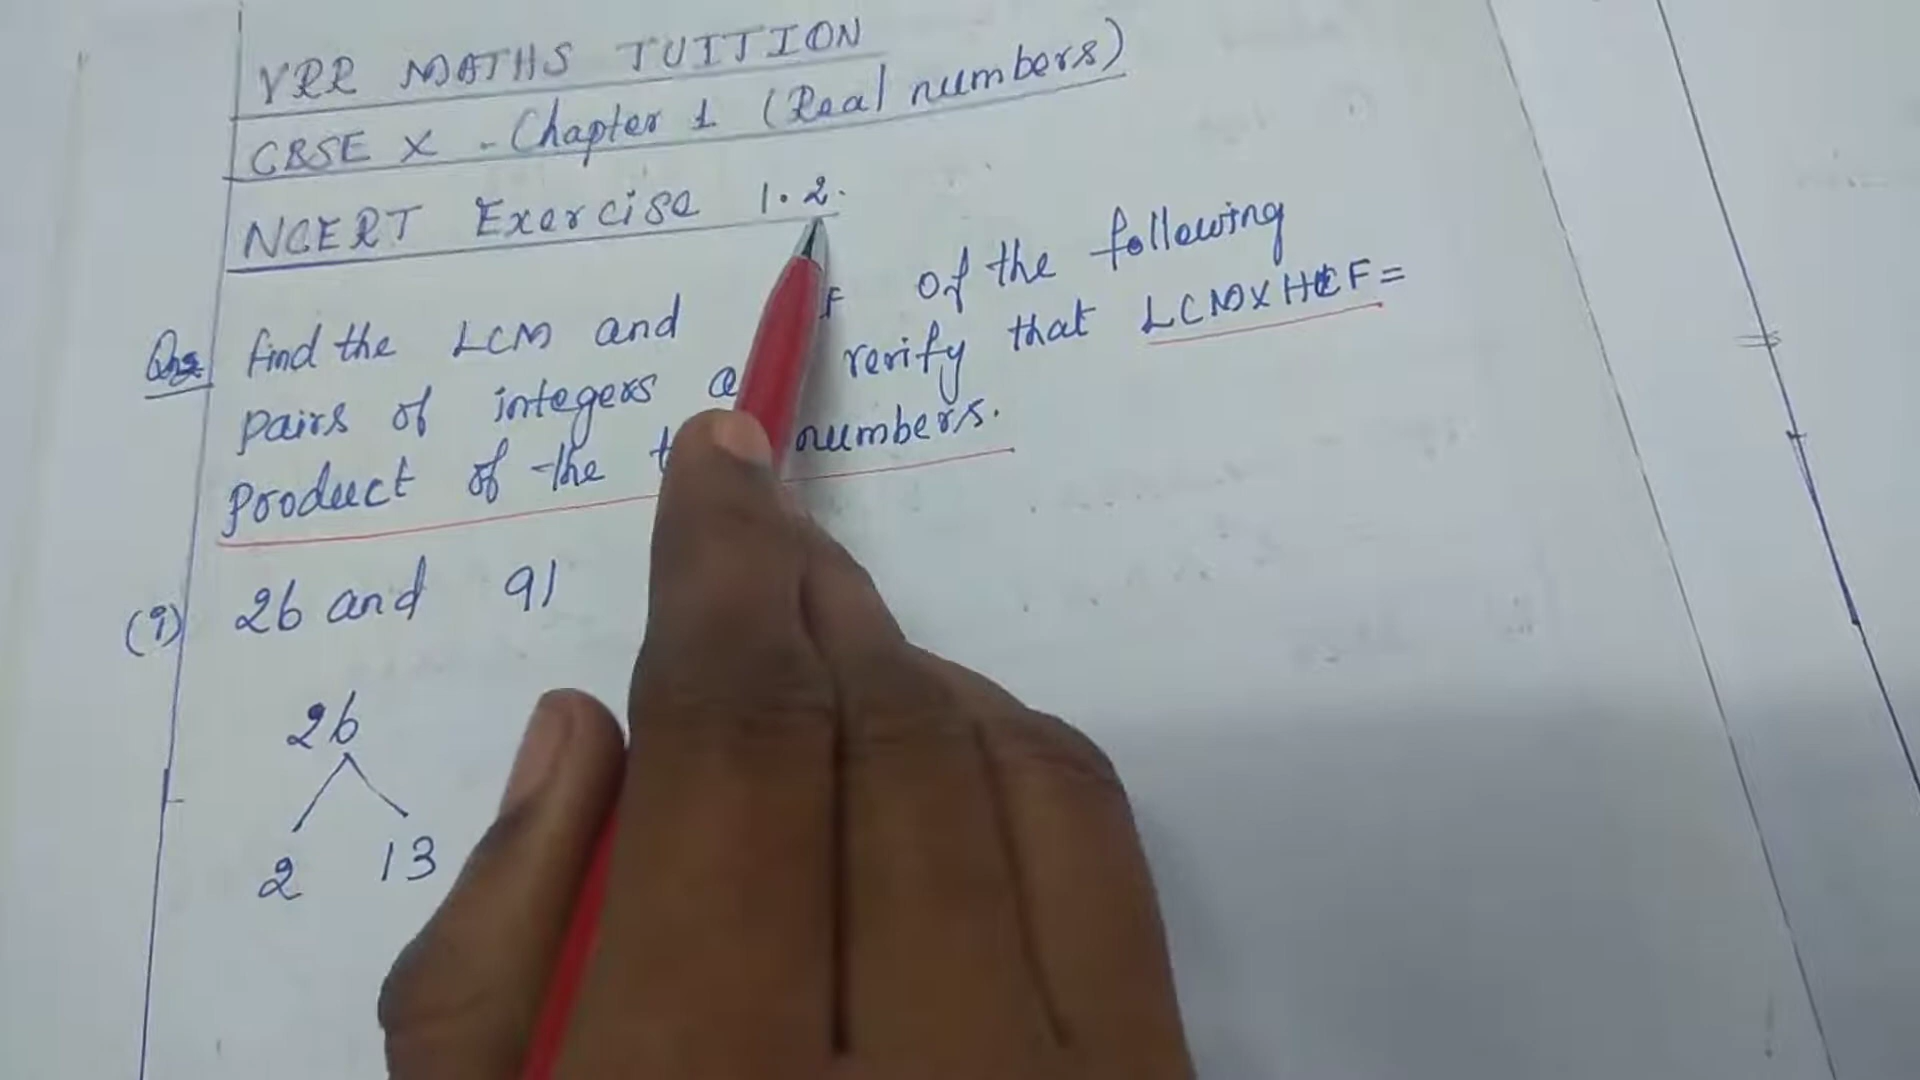 VRR MATHS TUITION
CBSE X - Chapter 1 (Real numbers)
NCERT Exercise 1.2.
Find the LCM and F of the following
pairs of integers verify that LCM X HCF =
product of the numbers.
(i) 26 and 91
26
2 13